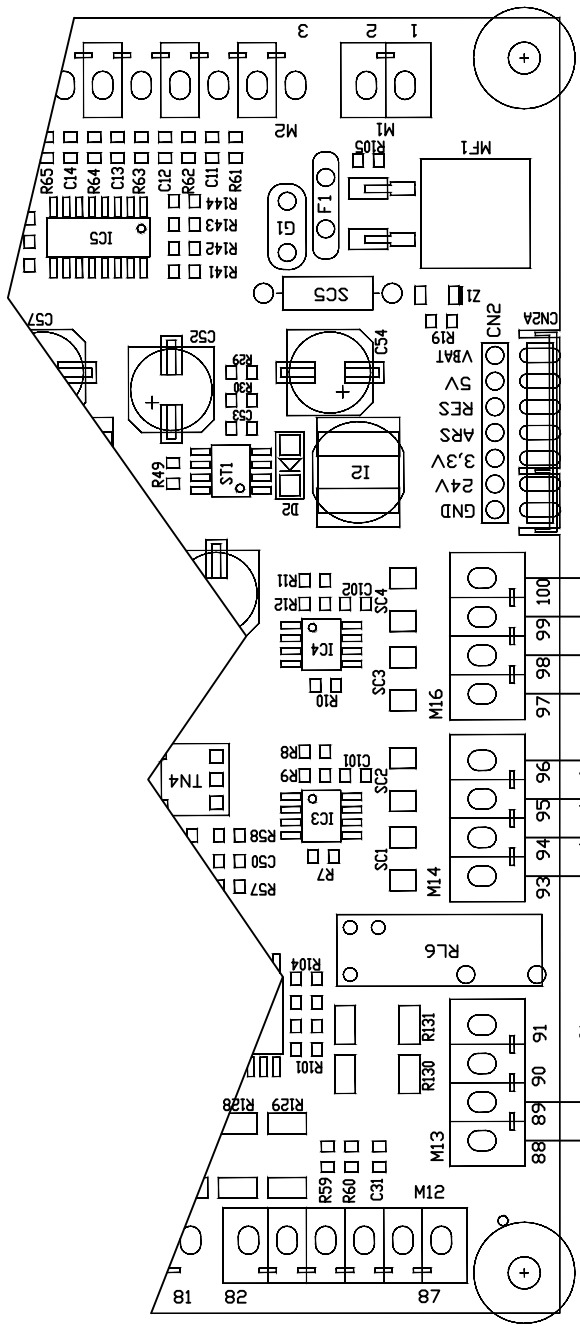 3 2 1
M2 M1
R65 C14 R64 C13 R63 C12 R62 C11 R61
R105 MF1
R144
R143
R142
R141
IC5
G1 F1
SC5 Z1
R19 CN2 CN2A
C57 C52 C54
R29
R30
C53
R49 ST1 D2 I2
VBAT
5V
RES
ARS
3,3V
24V
GND
R11
R12 C102 SC4
IC4
R10 SC3 M16
100
99
98
97
TN4
R8
R9 C101 SC2
IC3
R7 SC1 M14
96
95
94
93
R58
C50
R57
RL6
R104
R101
R131
R130
91
90
89
88
M13
R128 R129
R59 R60 C31 M12
81 82 87